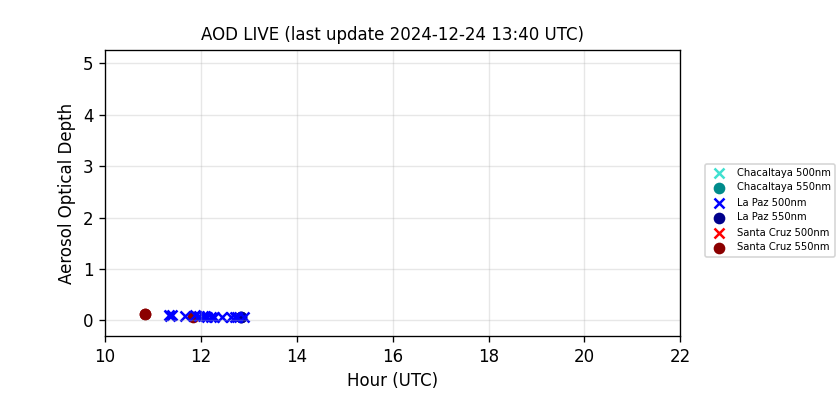 AOD LIVE (last update 2024-12-24 13:40 UTC)
Aerosol Optical Depth
5
4
3
2
1
0
10 12 14 16 18 20 22
Hour (UTC)
Chacaltaya 500nm
Chacaltaya 550nm
La Paz 500nm
La Paz 550nm
Santa Cruz 500nm
Santa Cruz 550nm